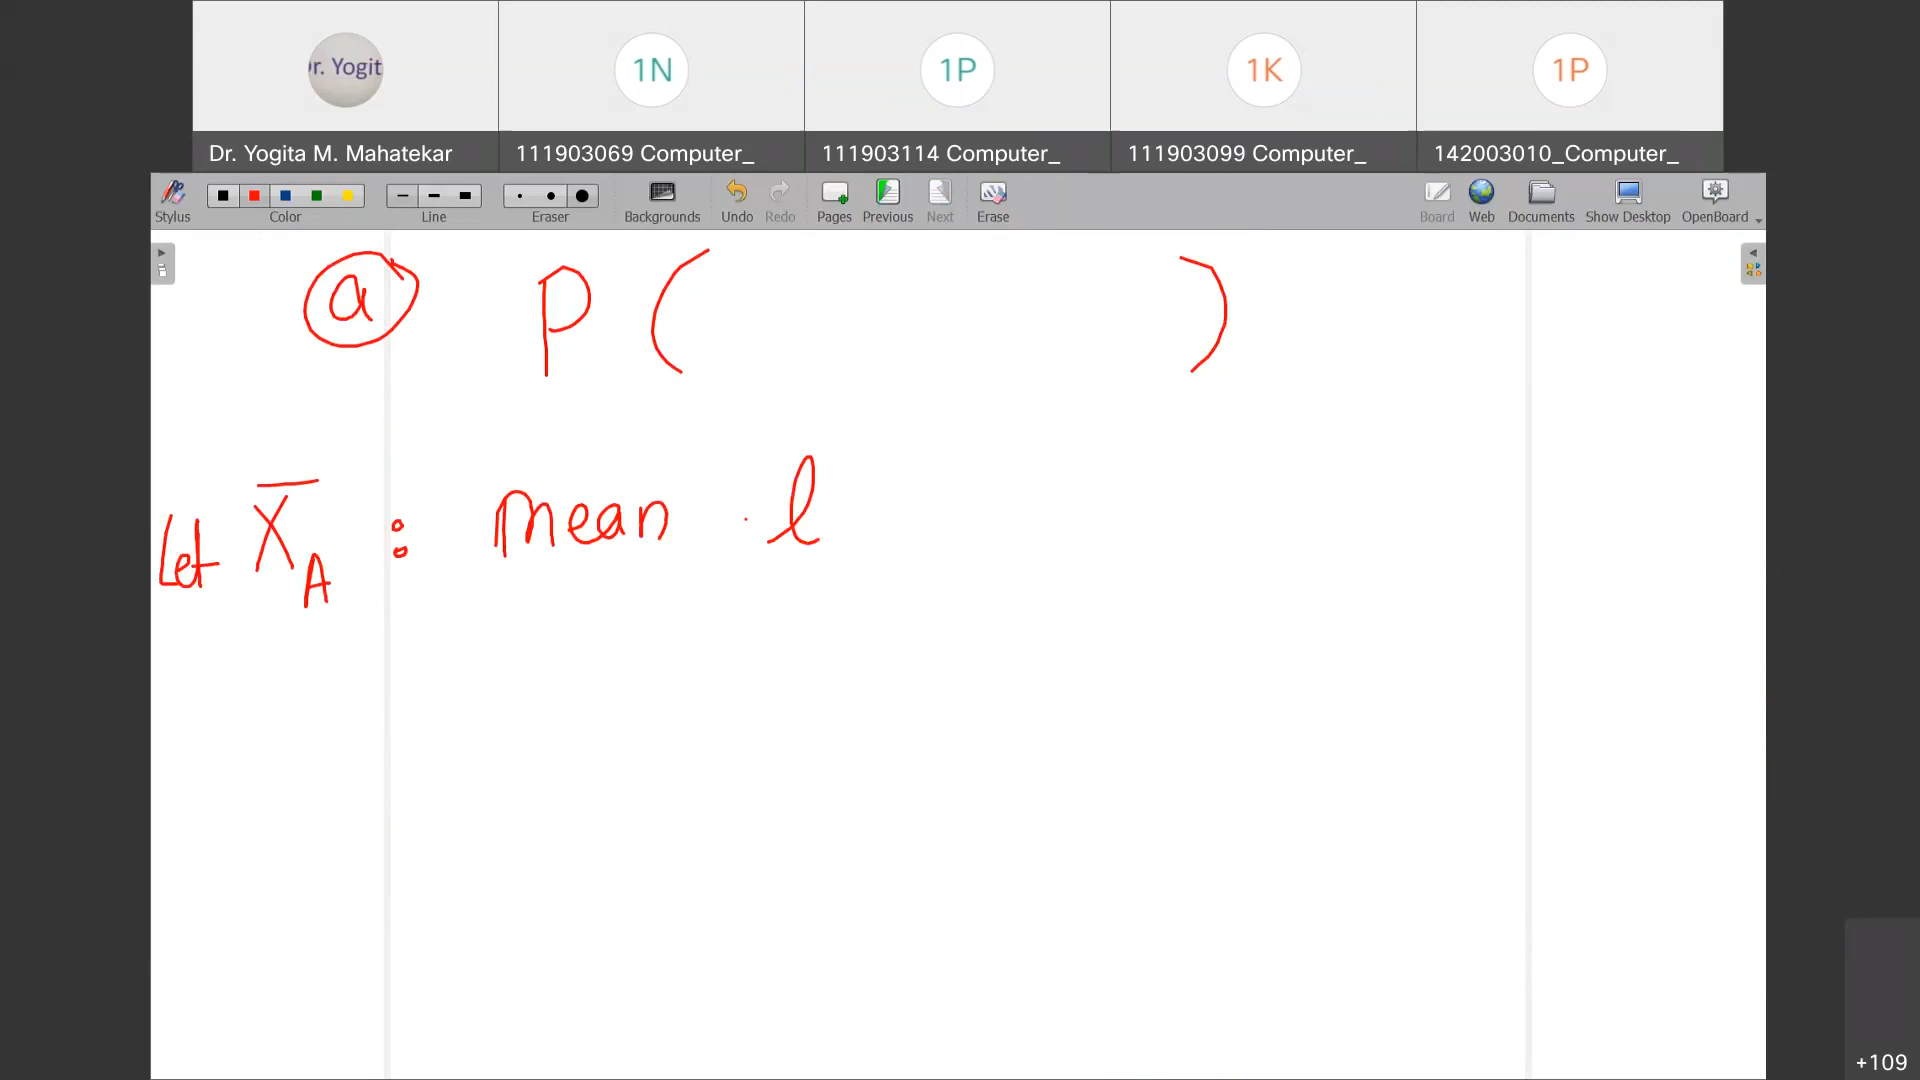 r. Yogit 1N 1P 1K 1P
Dr. Yogita M. Mahatekar 111903069 Computer_ 111903114 Computer_ 111903099 Computer_ 142003010_Computer_
Stylus Color Line Eraser Backgrounds Undo Redo Pages Previous Next Erase Board Web Documents Show Desktop OpenBoard
(a) P ( )
Let X̅_A : mean l
+109